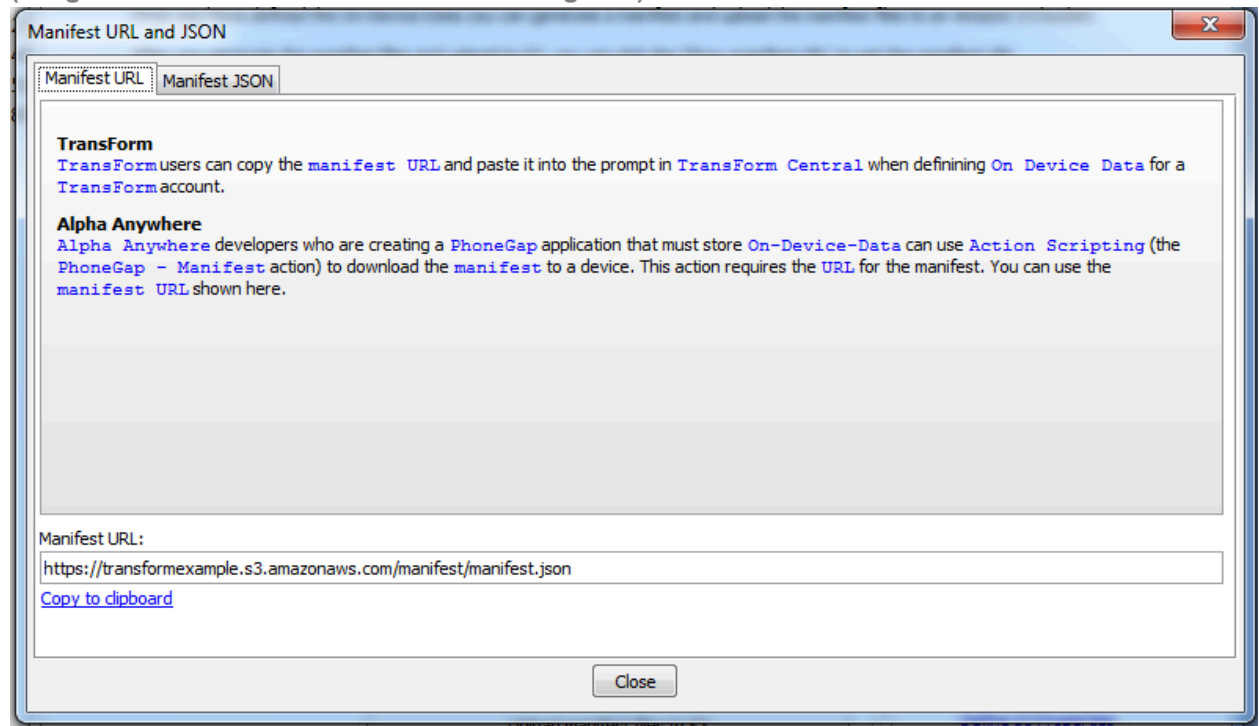 Manifest URL and JSON
Manifest URL
Manifest JSON
TransForm
TransForm users can copy the manifest URL and paste it into the prompt in TransForm Central when definining On Device Data for a
TransForm account.
Alpha Anywhere
Alpha Anywhere developers who are creating a PhoneGap application that must store On-Device-Data can use Action Scripting (the
PhoneGap - Manifest action) to download the manifest to a device. This action requires the URL for the manifest. You can use the
manifest URL shown here.
Manifest URL:
https://transformexample.s3.amazonaws.com/manifest/manifest.json
Copy to clipboard
Close